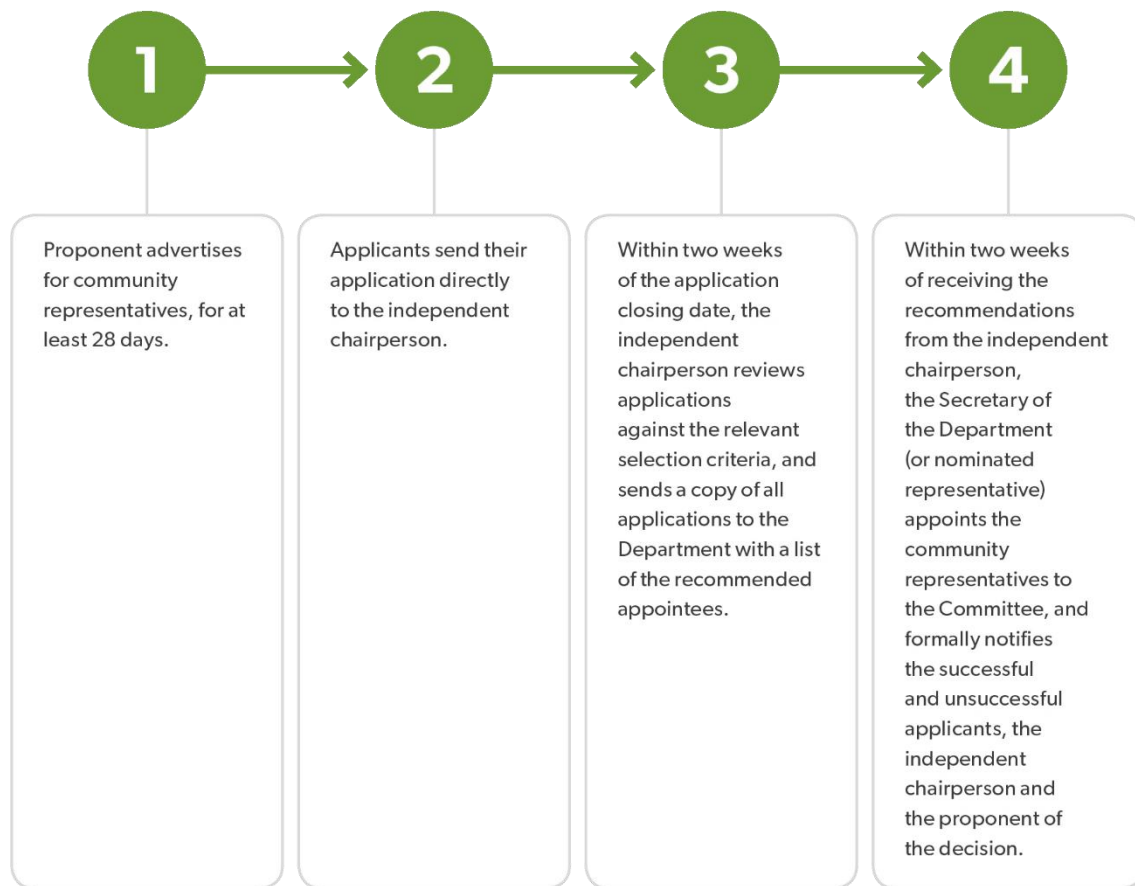 1
2
3
4
Proponent advertises
for community
representatives, for at
least 28 days.
Applicants send their
application directly
to the independent
chairperson.
Within two weeks
of the application
closing date, the
independent
chairperson reviews
applications
against the relevant
selection criteria, and
sends a copy of all
applications to the
Department with a list
of the recommended
appointees.
Within two weeks
of receiving the
recommendations
from the independent
chairperson,
the Secretary of
the Department
(or nominated
representative)
appoints the
community
representatives to
the Committee, and
formally notifies
the successful
and unsuccessful
applicants, the
independent
chairperson and
the proponent of
the decision.